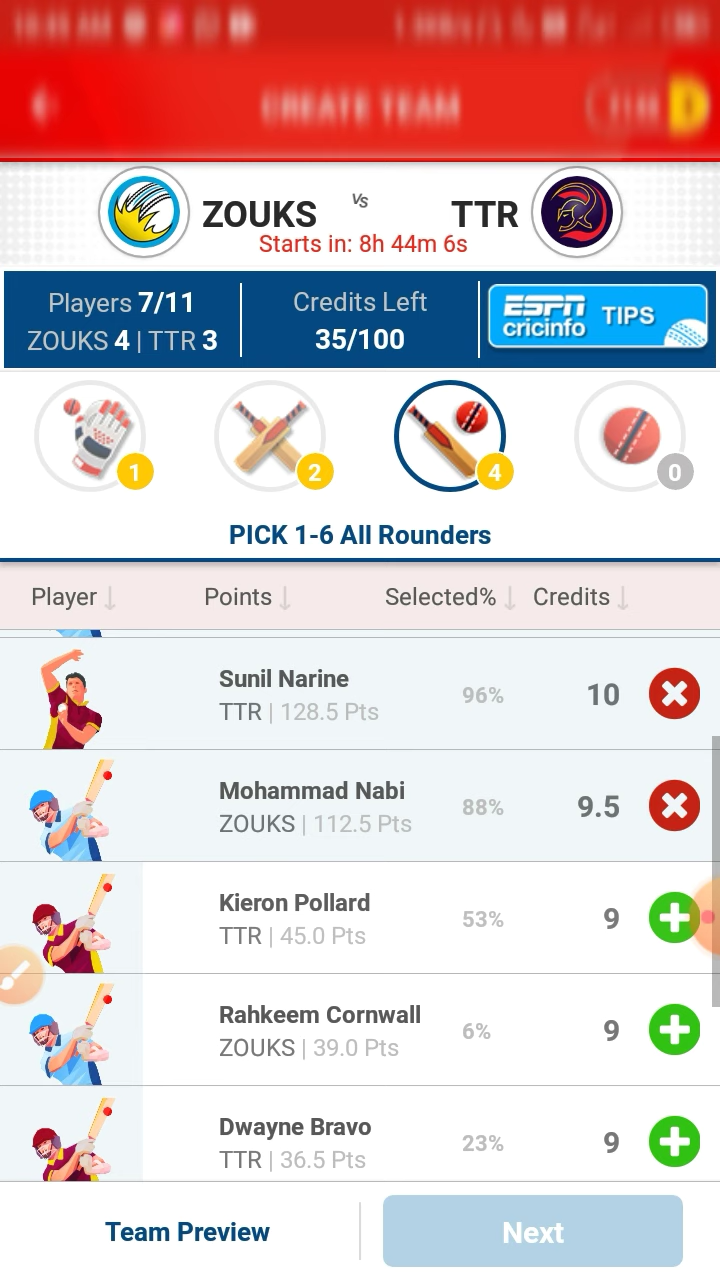 CREATE TEAM
ZOUKS vs TTR
Starts in: 8h 44m 6s
Players 7/11
ZOUKS 4 | TTR 3
Credits Left
35/100
ESPN
cricinfo
TIPS
1
2
4
0
PICK 1-6 All Rounders
Player Points Selected% Credits
Sunil Narine
TTR | 128.5 Pts
96% 10
Mohammad Nabi
ZOUKS | 112.5 Pts
88% 9.5
Kieron Pollard
TTR | 45.0 Pts
53% 9
Rahkeem Cornwall
ZOUKS | 39.0 Pts
6% 9
Dwayne Bravo
TTR | 36.5 Pts
23% 9
Team Preview
Next